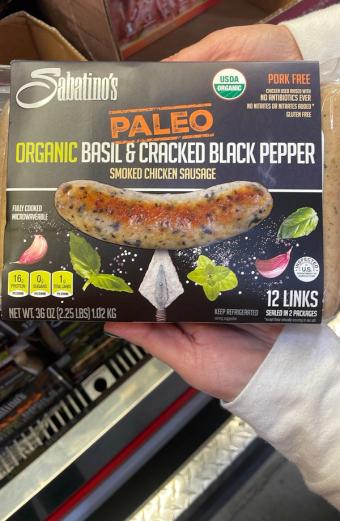 Sabatino's
USDA
ORGANIC
PORK FREE
CHICKEN USED RAISED WITH
NO ANTIBIOTICS EVER
NO NITRATES OR NITRITES ADDED*
GLUTEN FREE
PALEO
ORGANIC BASIL & CRACKED BLACK PEPPER
SMOKED CHICKEN SAUSAGE
FULLY COOKED
MICROWAVEABLE
16g
PROTEIN
0g
SUGARS
1g
TOTAL CARB
U.S.
KEEP REFRIGERATED
12 LINKS
SEALED IN 2 PACKAGES
NET WT. 36 OZ (2.25 LBS) 1.02 KG